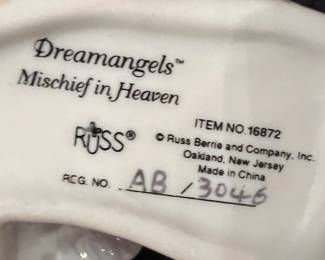 Dreamangels™
Mischief in Heaven
ITEM NO. 16872
RUSS®
© Russ Berrie and Company, Inc.
Oakland, New Jersey
Made in China
REG. NO. AB / 3046